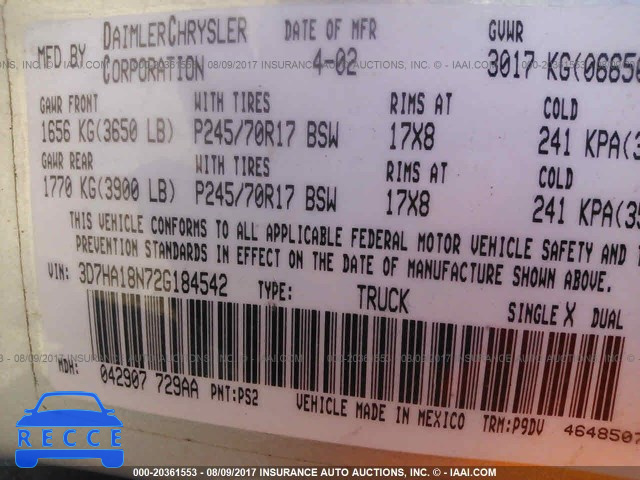 MFD BY DAIMLERCHRYSLER CORPORATION DATE OF MFR 4-02 GVWR 3017 KG(06650
GAWR FRONT WITH TIRES RIMS AT COLD
1656 KG(3650 LB) P245/70R17 BSW 17X8 241 KPA(3
GAWR REAR WITH TIRES RIMS AT COLD
1770 KG(3900 LB) P245/70R17 BSW 17X8 241 KPA(35
THIS VEHICLE CONFORMS TO ALL APPLICABLE FEDERAL MOTOR VEHICLE SAFETY AND T
PREVENTION STANDARDS IN EFFECT ON THE DATE OF MANUFACTURE SHOWN ABOVE.
VIN: 3D7HA18N72G184542 TYPE: TRUCK SINGLE X DUAL
MDH: 042907 729AA PNT:PS2 VEHICLE MADE IN MEXICO TRM:P9DV 4648507
RECCE
000-20361553 - 08/09/2017 INSURANCE AUTO AUCTIONS, INC. - © - IAAI.COM